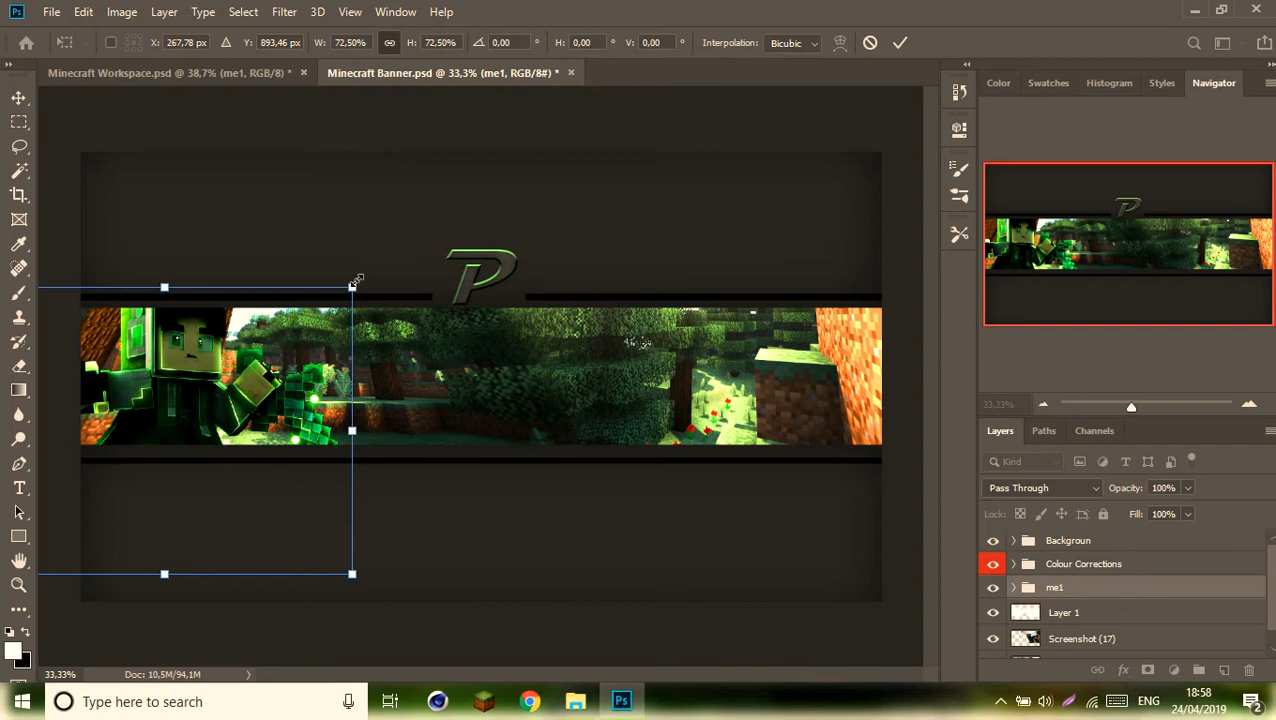 Ps File Edit Image Layer Type Select Filter 3D View Window Help
X: 267,78 px Y: 893,46 px W: 72,50% H: 72,50% 0,00 ° H: 0,00 ° V: 0,00 ° Interpolation: Bicubic
Minecraft Workspace.psd @ 38,7% (me1, RGB/8) * × Minecraft Banner.psd @ 33,3% (me1, RGB/8#) * ×
Color Swatches Histogram Styles Navigator
P
P
33,33%
Layers Paths Channels
Kind
Pass Through Opacity: 100%
Lock: Fill: 100%
Backgroun
Colour Corrections
me1
Layer 1
Screenshot (17)
33,33% Doc: 10,5M/94,1M
Type here to search
Ps
ENG
18:58
24/04/2019
2